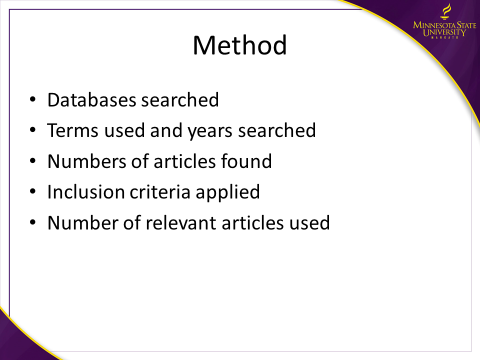 MINNESOTA STATE
UNIVERSITY
MANKATO
Method
• Databases searched
• Terms used and years searched
• Numbers of articles found
• Inclusion criteria applied
• Number of relevant articles used